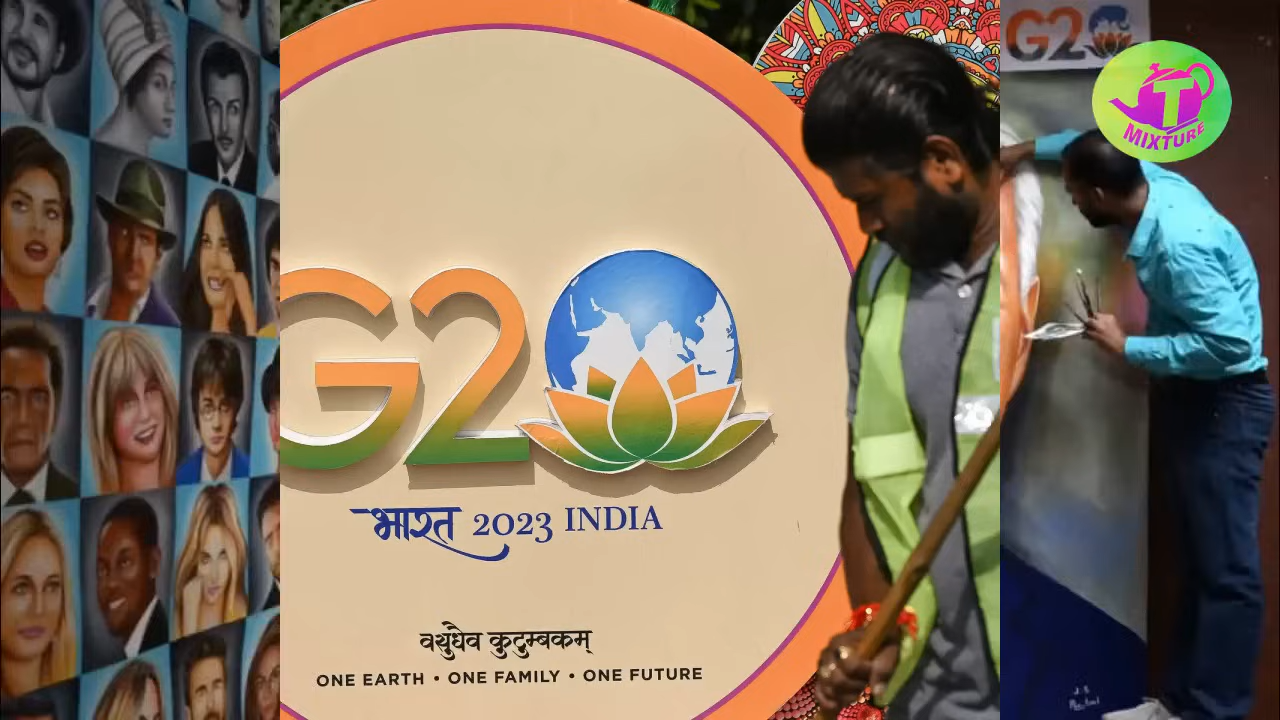 G20
भारत 2023 INDIA
वसुधैव कुटुम्बकम्
ONE EARTH • ONE FAMILY • ONE FUTURE
G20
T
MIXTURE